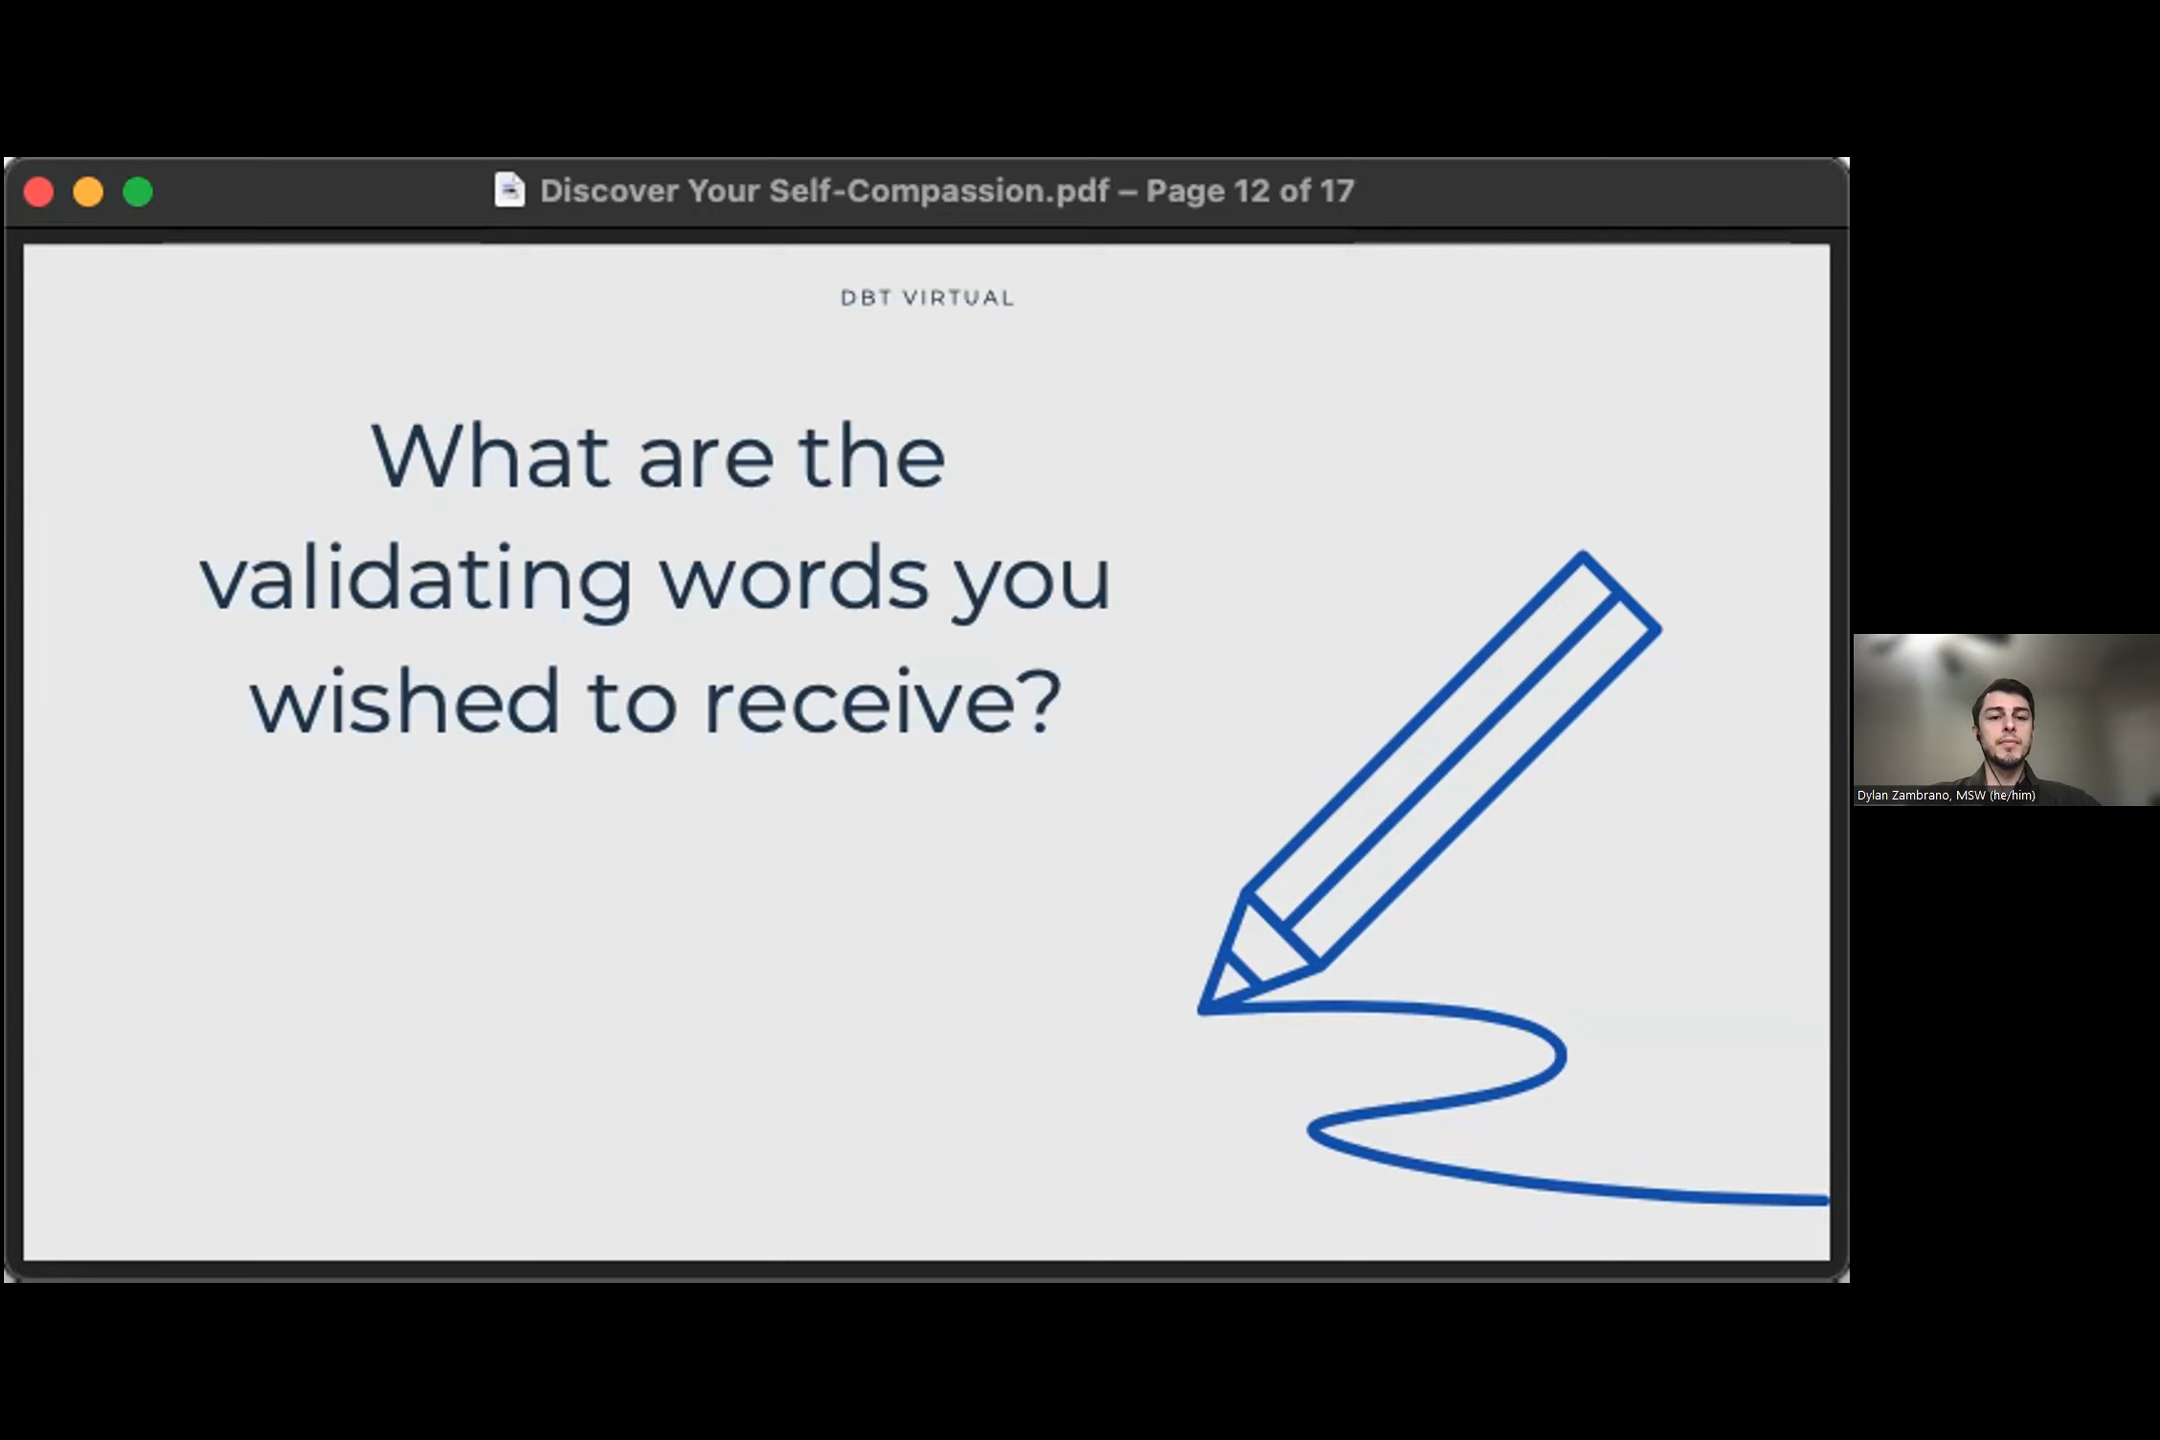 Discover Your Self-Compassion.pdf – Page 12 of 17
DBT VIRTUAL
What are the
validating words you
wished to receive?
Dylan Zambrano, MSW (he/him)